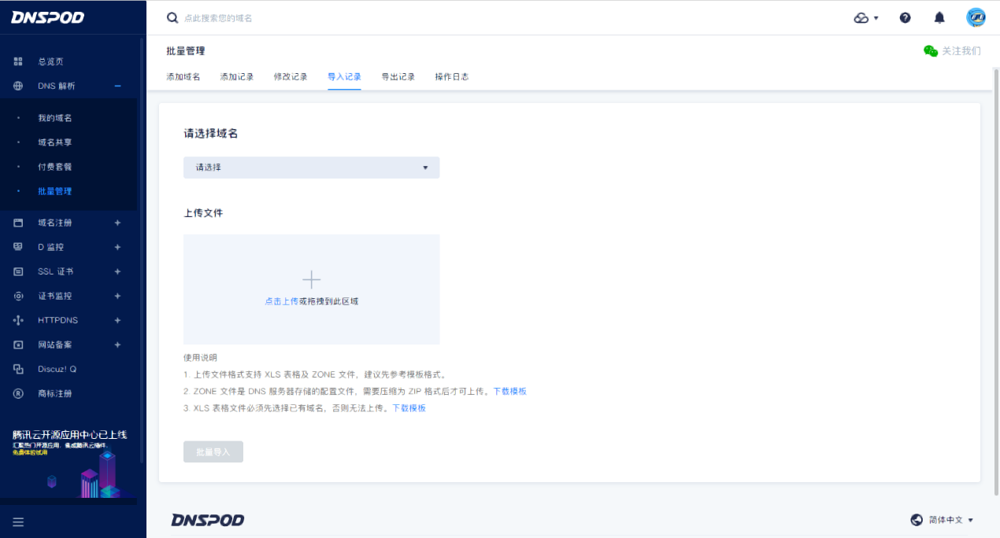 DNSPOD
点此搜索您的域名
批量管理
关注我们
添加域名 添加记录 修改记录 导入记录 导出记录 操作日志
总览页
DNS 解析
我的域名
域名共享
付费套餐
批量管理
域名注册
D 监控
SSL 证书
证书监控
HTTPDNS
网站备案
Discuz! Q
商标注册
腾讯云开源应用中心已上线
汇聚热门开源应用,集成腾讯云插件,
免费体验试用
请选择域名
请选择
上传文件
点击上传或拖拽到此区域
使用说明
1. 上传文件格式支持 XLS 表格及 ZONE 文件,建议先参考模板格式。
2. ZONE 文件是 DNS 服务器存储的配置文件,需要压缩为 ZIP 格式后才可上传。下载模板
3. XLS 表格文件必须先选择已有域名,否则无法上传。下载模板
批量导入
DNSPOD
简体中文